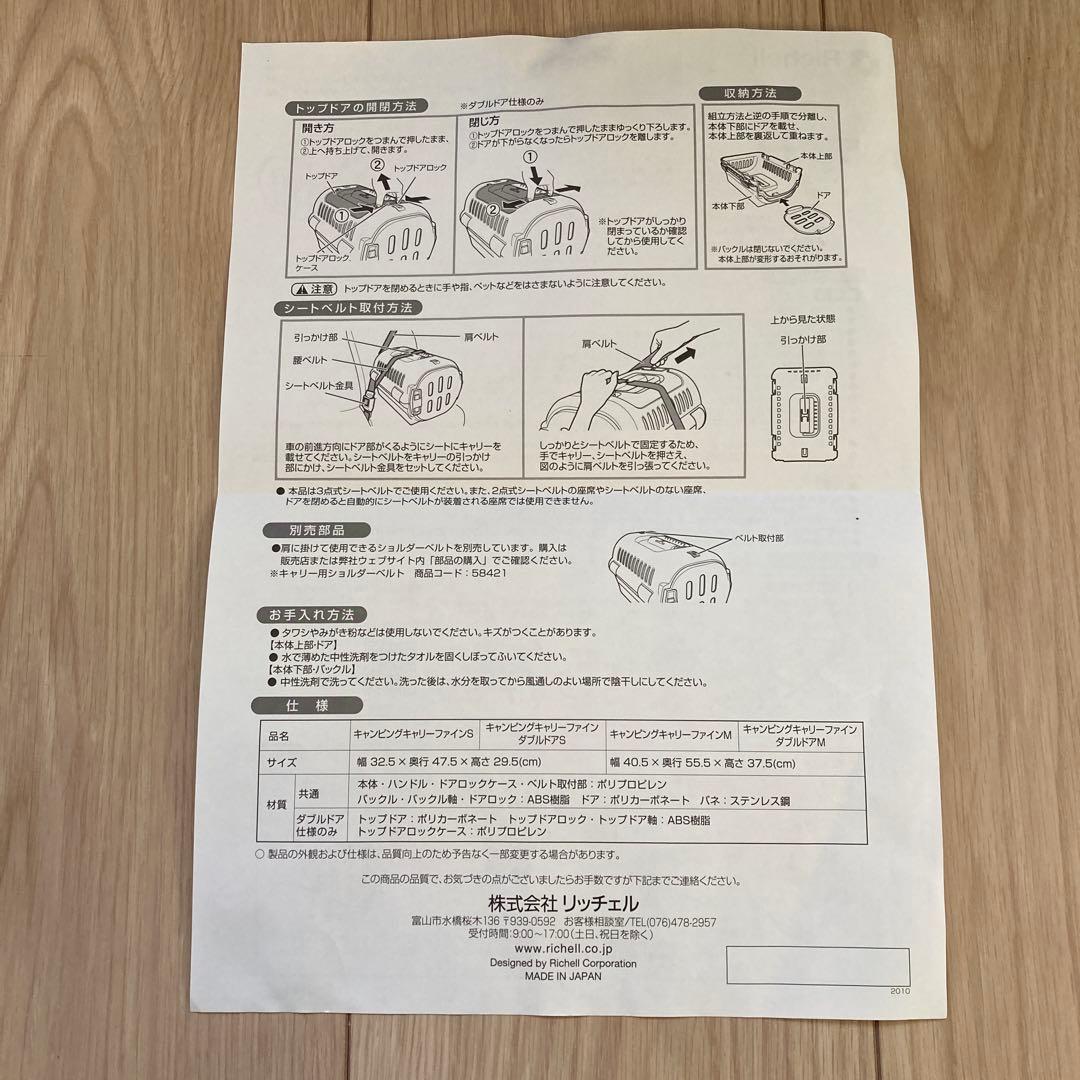 トップドアの開閉方法
※ダブルドア仕様のみ
開き方
①トップドアロックをつまんで押したまま、
②上へ持ち上げて、開きます。
②
トップドア
トップドアロック
①
トップドアロック
ケース
閉じ方
①トップドアロックをつまんで押したままゆっくり下ろします。
②ドアが下がらなくなったらトップドアロックを離します。
①
②
※トップドアがしっかり
閉まっているか確認
してから使用してく
ださい。
収納方法
組立方法と逆の手順で分離し、
本体下部にドアを載せ、
本体上部を裏返して重ねます。
本体上部
ドア
本体下部
※バックルは閉じないでください。
本体上部が変形するおそれがあります。
注意 トップドアを閉めるときに手や指、ペットなどをはさまないように注意してください。
シートベルト取付方法
引っかけ部
肩ベルト
腰ベルト
シートベルト金具
車の前進方向にドア部がくるようにシートにキャリーを
載せてください。シートベルトをキャリーの引っかけ
部にかけ、シートベルト金具をセットしてください。
肩ベルト
しっかりとシートベルトで固定するため、
手でキャリー、シートベルトを押さえ、
図のように肩ベルトを引っ張ってください。
上から見た状態
引っかけ部
● 本品は3点式シートベルトでご使用ください。また、2点式シートベルトの座席やシートベルトのない座席、
ドアを閉めると自動的にシートベルトが装着される座席では使用できません。
別売部品
●肩に掛けて使用できるショルダーベルトを別売しています。購入は
販売店または弊社ウェブサイト内「部品の購入」でご確認ください。
※キャリー用ショルダーベルト 商品コード:58421
ベルト取付部
お手入れ方法
● タワシやみがき粉などは使用しないでください。キズがつくことがあります。
【本体上部・ドア】
● 水で薄めた中性洗剤をつけたタオルを固くしぼってふいてください。
【本体下部・バックル】
● 中性洗剤で洗ってください。洗った後は、水分を取ってから風通しのよい場所で陰干しにしてください。
仕 様
品名 キャンピングキャリーファインS キャンピングキャリーファイン ダブルドアS キャンピングキャリーファインM キャンピングキャリーファイン ダブルドアM
サイズ 幅 32.5×奥行 47.5×高さ 29.5(cm) 幅 40.5×奥行 55.5×高さ 37.5(cm)
材質 共通 本体・ハンドル・ドアロックケース・ベルト取付部:ポリプロピレン
バックル・バックル軸・ドアロック:ABS樹脂 ドア:ポリカーボネート バネ:ステンレス鋼
ダブルドア仕様のみ トップドア:ポリカーボネート トップドアロック・トップドア軸:ABS樹脂
トップドアロックケース:ポリプロピレン
○ 製品の外観および仕様は、品質向上のため予告なく一部変更する場合があります。
この商品の品質で、お気づきの点がございましたらお手数ですが下記までご連絡ください。
株式会社 リッチェル
富山市水橋桜木136 〒939-0592 お客様相談室/TEL(076)478-2957
受付時間:9:00〜17:00(土日、祝日を除く)
www.richell.co.jp
Designed by Richell Corporation
MADE IN JAPAN
2010